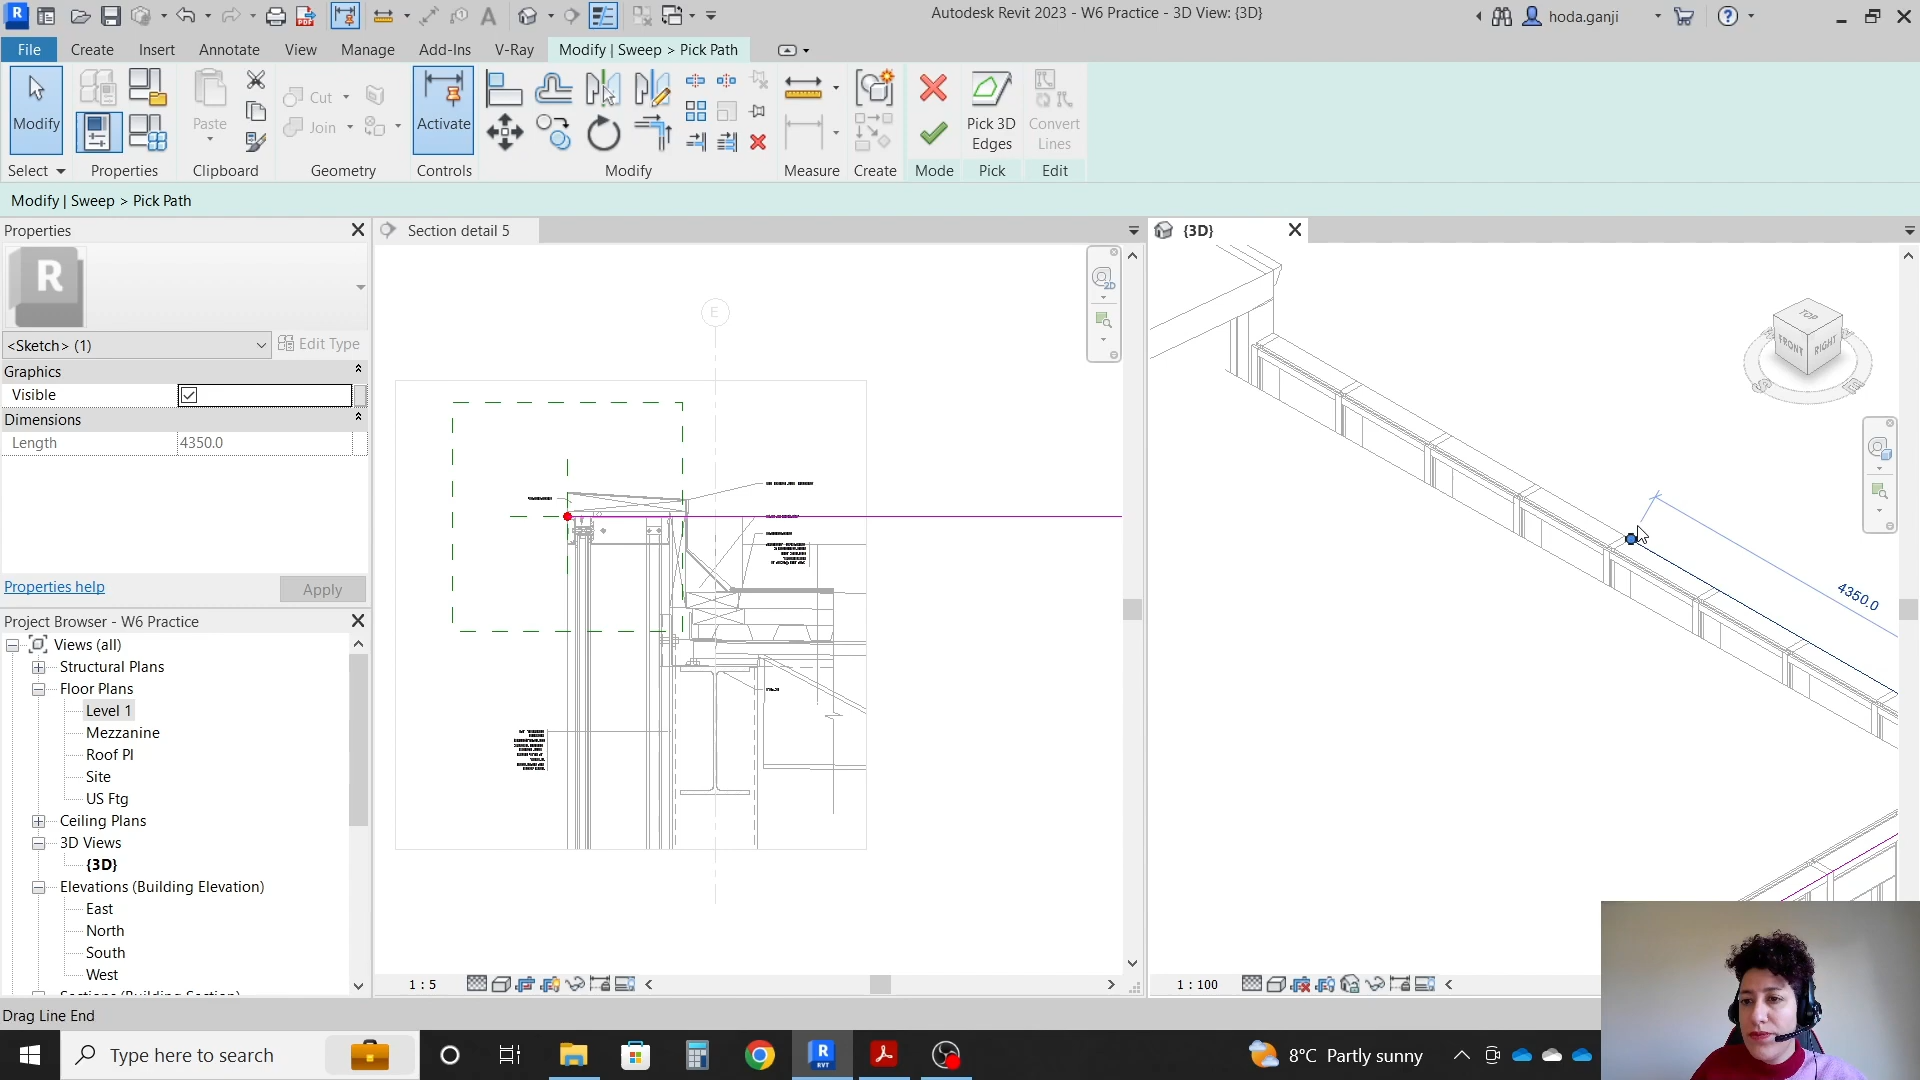 Autodesk Revit 2023 - W6 Practice - 3D View: {3D}
hoda.ganji
File
Create
Insert
Annotate
View
Manage
Add-Ins
V-Ray
Modify | Sweep > Pick Path
Modify
Paste
Cut
Join
Activate
Pick 3D
Edges
Convert
Lines
Select
Properties
Clipboard
Geometry
Controls
Modify
Measure
Create
Mode
Pick
Edit
Modify | Sweep > Pick Path
Properties
R
<Sketch> (1)
Edit Type
Graphics
Visible
Dimensions
Length
4350.0
Properties help
Apply
Project Browser - W6 Practice
Views (all)
Structural Plans
Floor Plans
Level 1
Mezzanine
Roof Pl
Site
US Ftg
Ceiling Plans
3D Views
{3D}
Elevations (Building Elevation)
East
North
South
West
Section detail 5
2D
E
1 : 5
{3D}
TOP
FRONT
RIGHT
S
E
4350.0
1 : 100
Drag Line End
Type here to search
R
RVT
8°C Partly sunny